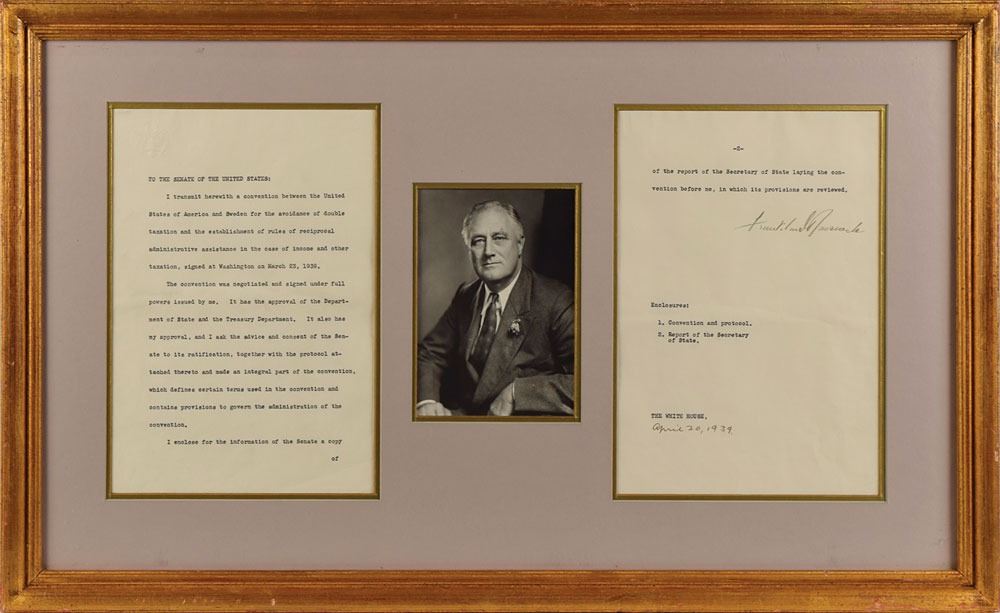 TO THE SENATE OF THE UNITED STATES:
I transmit herewith a convention between the United
States of America and Sweden for the avoidance of double
taxation and the establishment of rules of reciprocal
administrative assistance in the case of income and other
taxation, signed at Washington on March 23, 1939.
The convention was negotiated and signed under full
powers issued by me. It has the approval of the Depart-
ment of State and the Treasury Department. It also has
my approval, and I ask the advice and consent of the Sen-
ate to its ratification, together with the protocol at-
tached thereto and made an integral part of the convention,
which defines certain terms used in the convention and
contains provisions to govern the administration of the
convention.
I enclose for the information of the Senate a copy
of
-2-
of the report of the Secretary of State laying the con-
vention before me, in which its provisions are reviewed.
Franklin D Roosevelt
Enclosures:
1. Convention and protocol.
2. Report of the Secretary
of State.
THE WHITE HOUSE,
April 20, 1939.